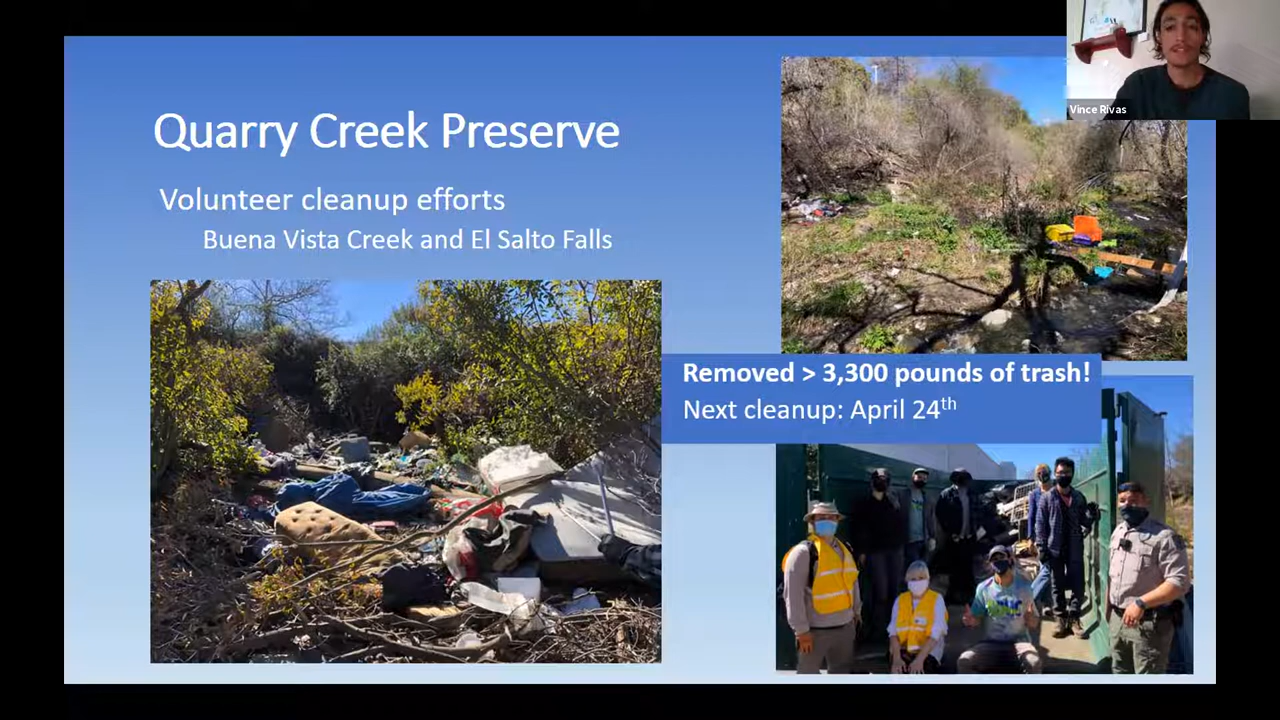 Quarry Creek Preserve
Volunteer cleanup efforts
Buena Vista Creek and El Salto Falls
Removed > 3,300 pounds of trash!
Next cleanup: April 24th
Vince Rivas